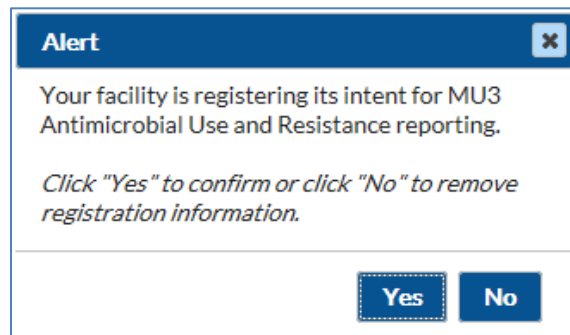 Alert
Your facility is registering its intent for MU3
Antimicrobial Use and Resistance reporting.
Click "Yes" to confirm or click "No" to remove
registration information.
Yes No